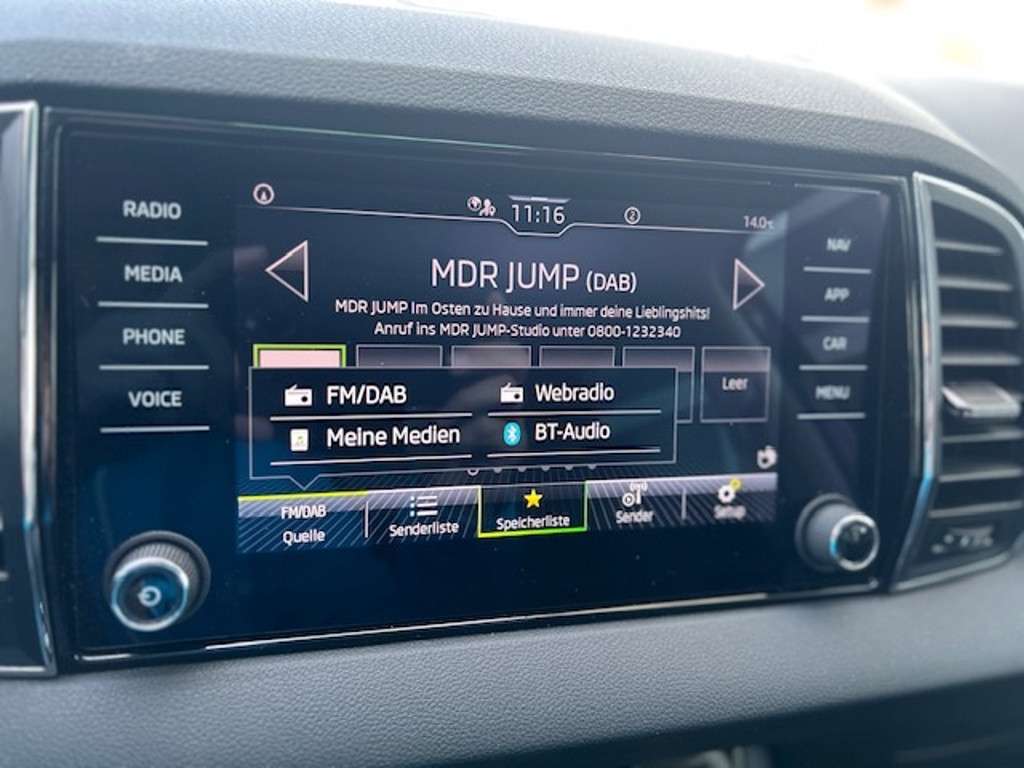 RADIO
MEDIA
PHONE
VOICE
11:16
2
14.0°C
MDR JUMP (DAB)
MDR JUMP Im Osten zu Hause und immer deine Lieblingshits!
Anruf ins MDR JUMP-Studio unter 0800-1232340
Leer
FM/DAB
Webradio
Meine Medien
BT-Audio
FM/DAB
Quelle
Senderliste
Speicherliste
Sender
Setup
NAV
APP
CAR
MENU